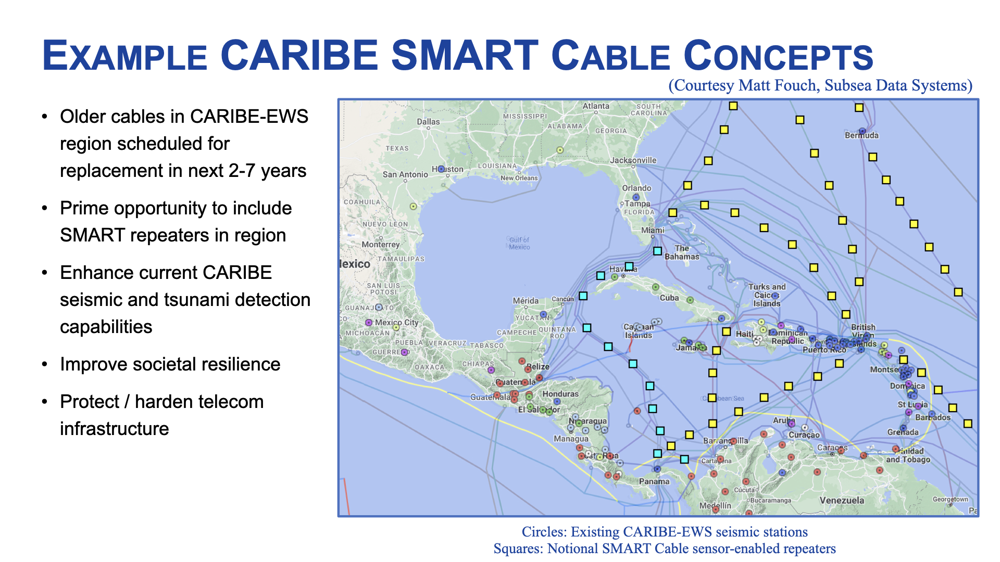 EXAMPLE CARIBE SMART CABLE CONCEPTS
(Courtesy Matt Fouch, Subsea Data Systems)
• Older cables in CARIBE-EWS
region scheduled for
replacement in next 2-7 years
• Prime opportunity to include
SMART repeaters in region
• Enhance current CARIBE
seismic and tsunami detection
capabilities
• Improve societal resilience
• Protect / harden telecom
infrastructure
Atlanta
SOUTH
CAROLINA
MISSISSIPPI
Dallas
ALABAMA
GEORGIA
Bermuda
TEXAS
Jacksonville
LOUISIANA
Houston
San Antonio
New Orleans
Orlando
COAHUILA
Tampa
FLORIDA
NUEVO LEON
Miami
Monterrey
Gulf of
Mexico
The
Bahamas
TAMAULIPAS
lexico
Havana
SAN LUIS
POTOSI
Turks and
Caicos
Islands
Mérida
Cancún
Cuba
GUANAJUATO
YUCATÁN
Mexico City
Cayman
Islands
British
Virgin
Islands
MICHOACÁN
CAMPECHE
QUINTANA
ROO
Haiti
Dominican
Republic
PUEBLA
VERACRUZ
TABASCO
Jamaica
Puerto Rico
GUERRERO
CHIAPAS
OAXACA
Belize
Montse
Guatemala
Dominica
Honduras
Guatemala
Caribbean Sea
St Lucia
El Salvador
Nicaragua
Aruba
Barbados
Curaçao
Grenada
Managua
Barranquilla
Caracas
Costa Rica
Cartagena
Trinidad
and Tobago
Panama
Cúcuta
Bucaramanga
Venezuela
Georgetown
Medellín
Pa
Circles: Existing CARIBE-EWS seismic stations
Squares: Notional SMART Cable sensor-enabled repeaters